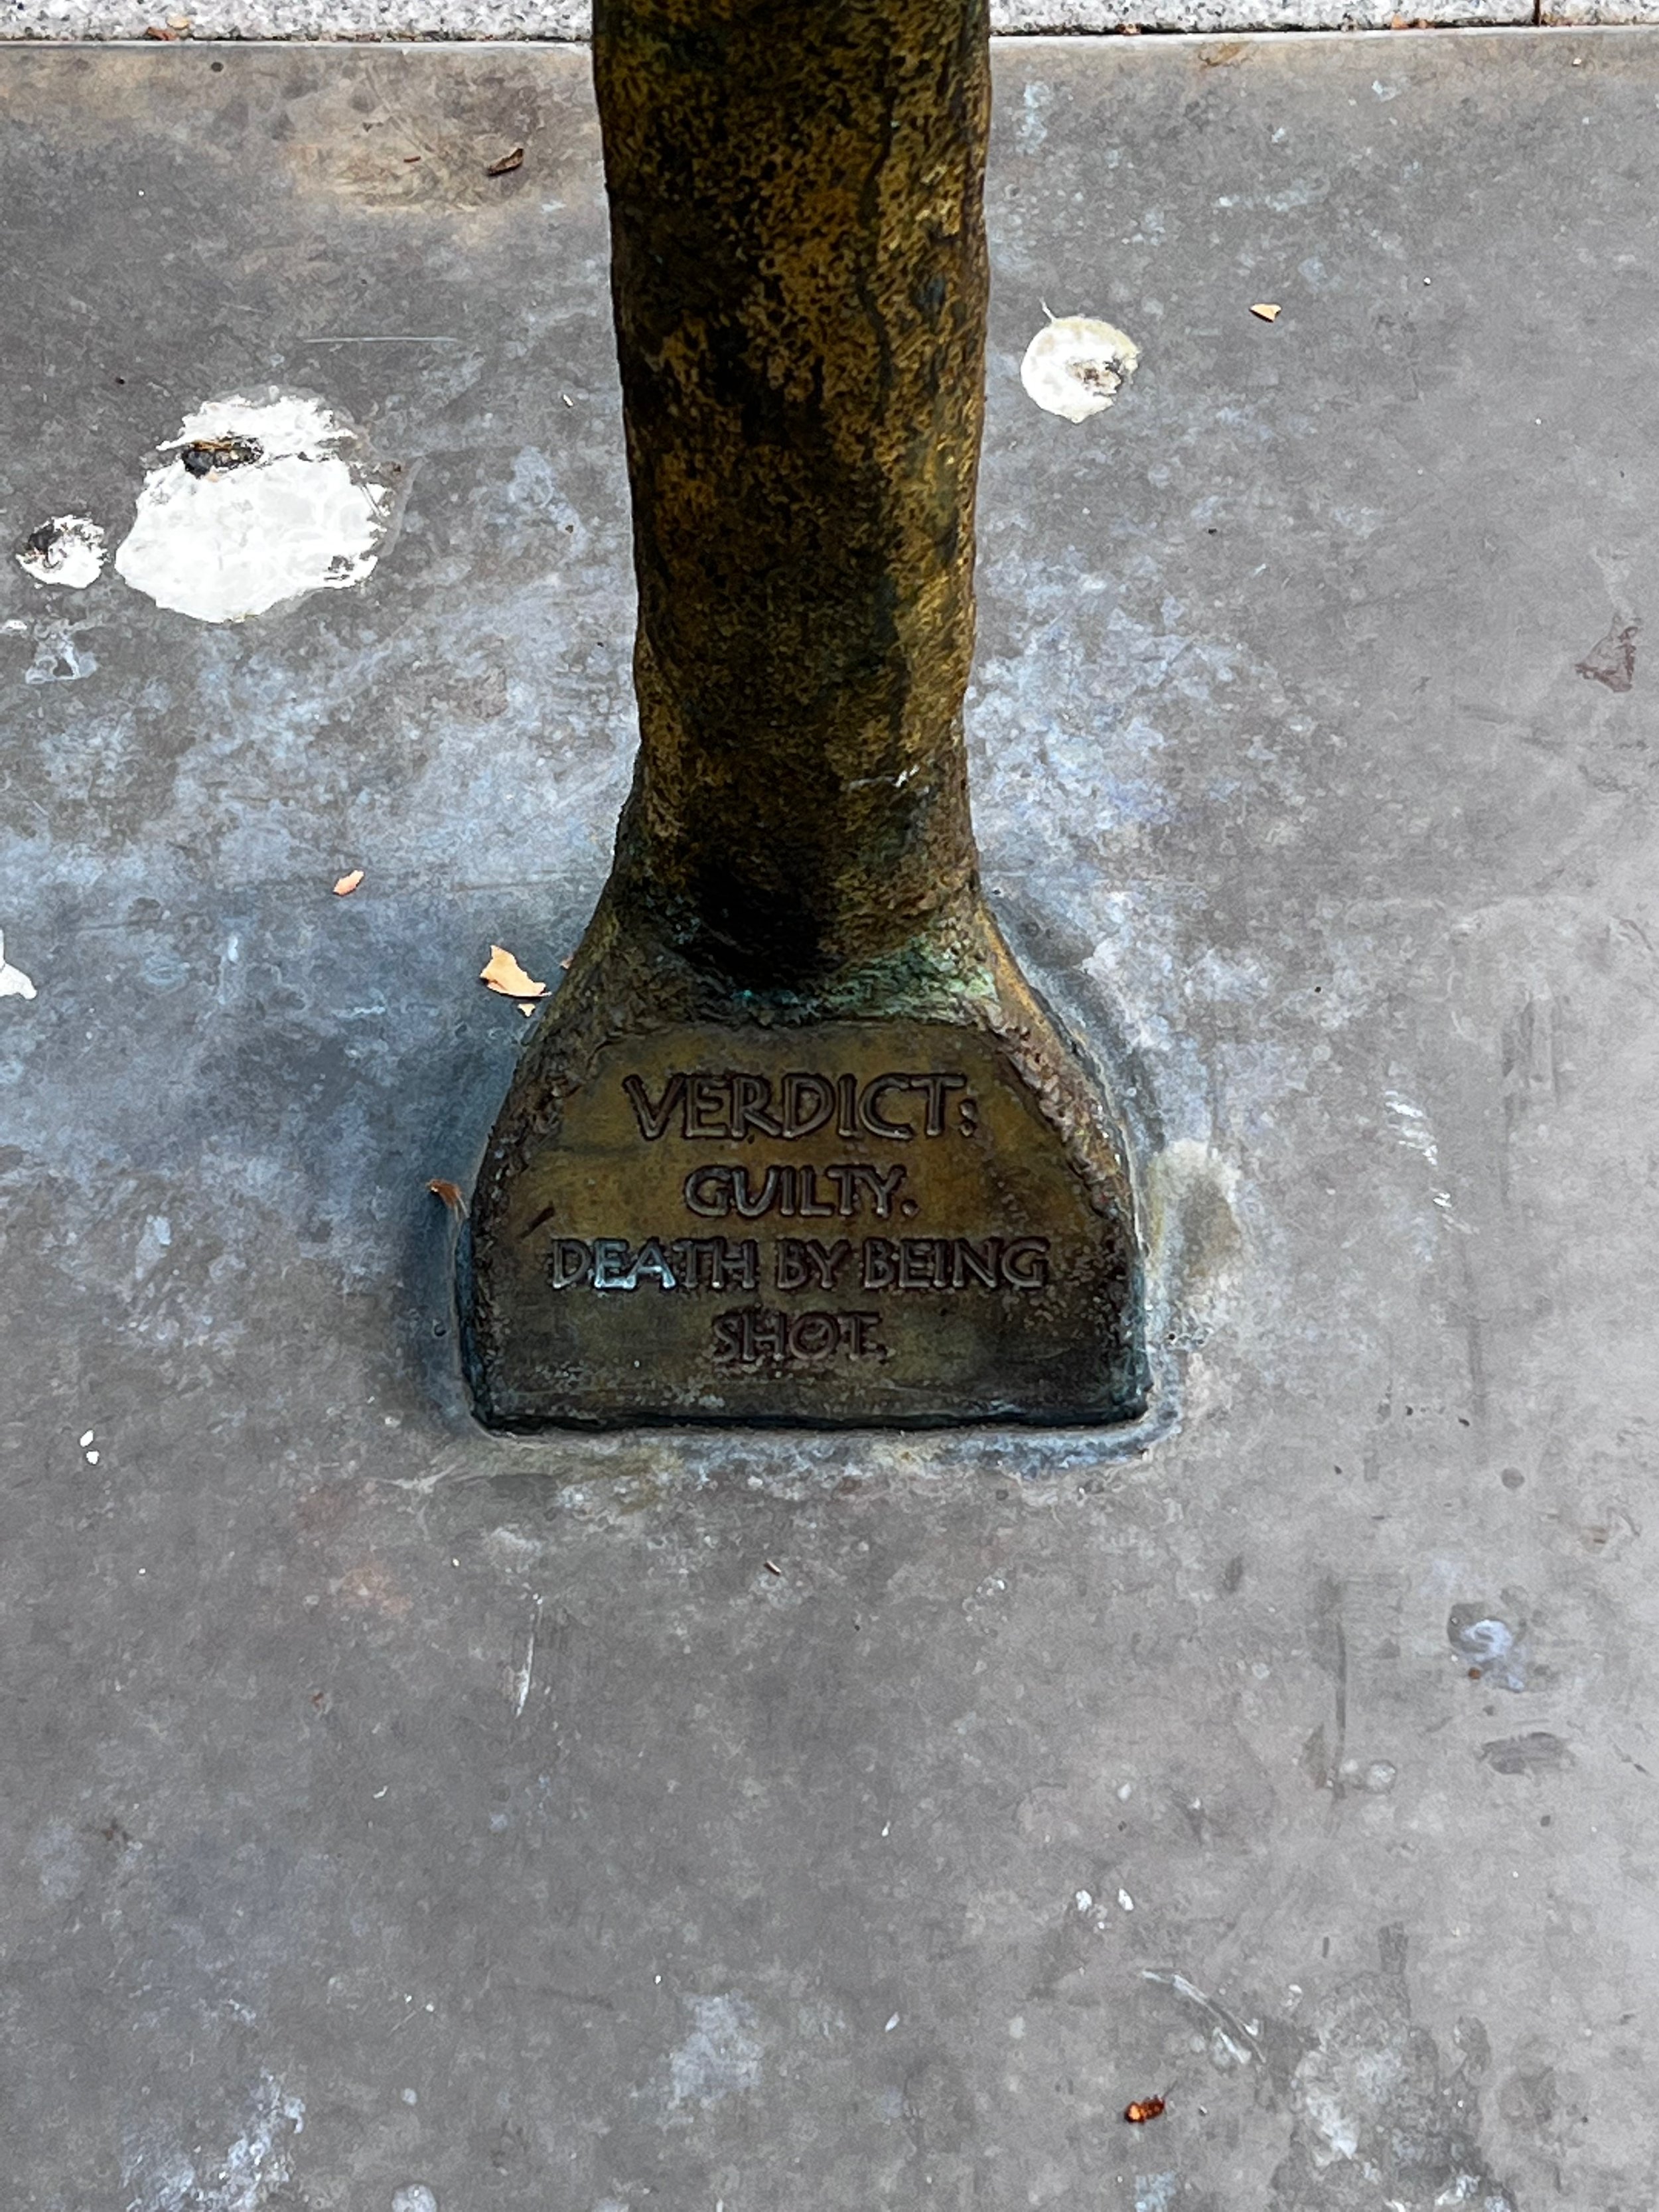 VERDICT:
GUILTY.
DEATH BY BEING
SHOT.